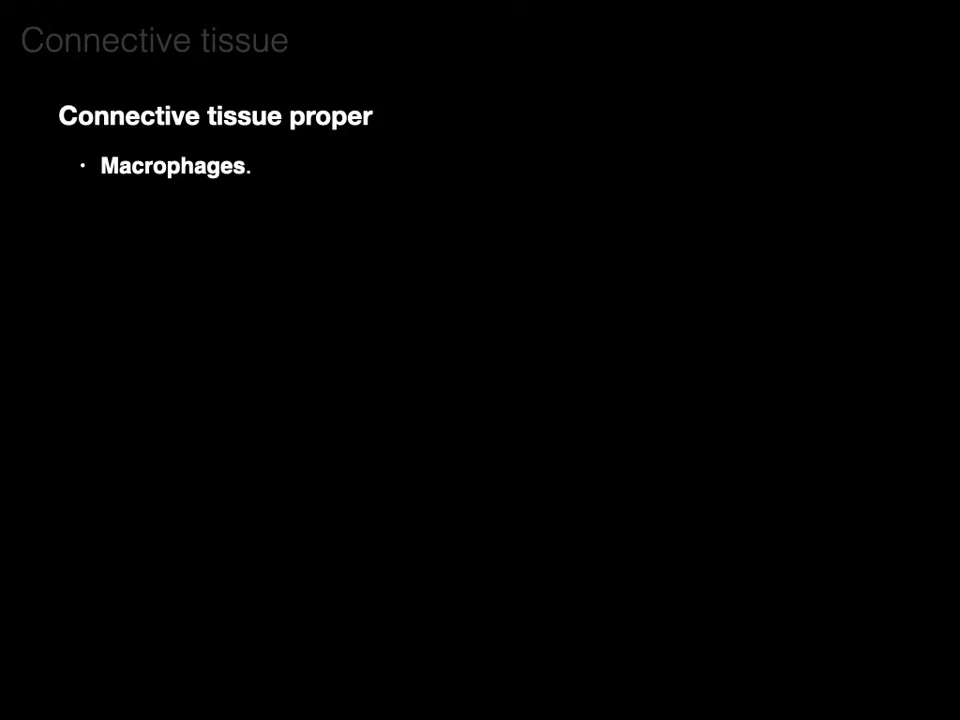 Connective tissue
Connective tissue proper
• Macrophages.